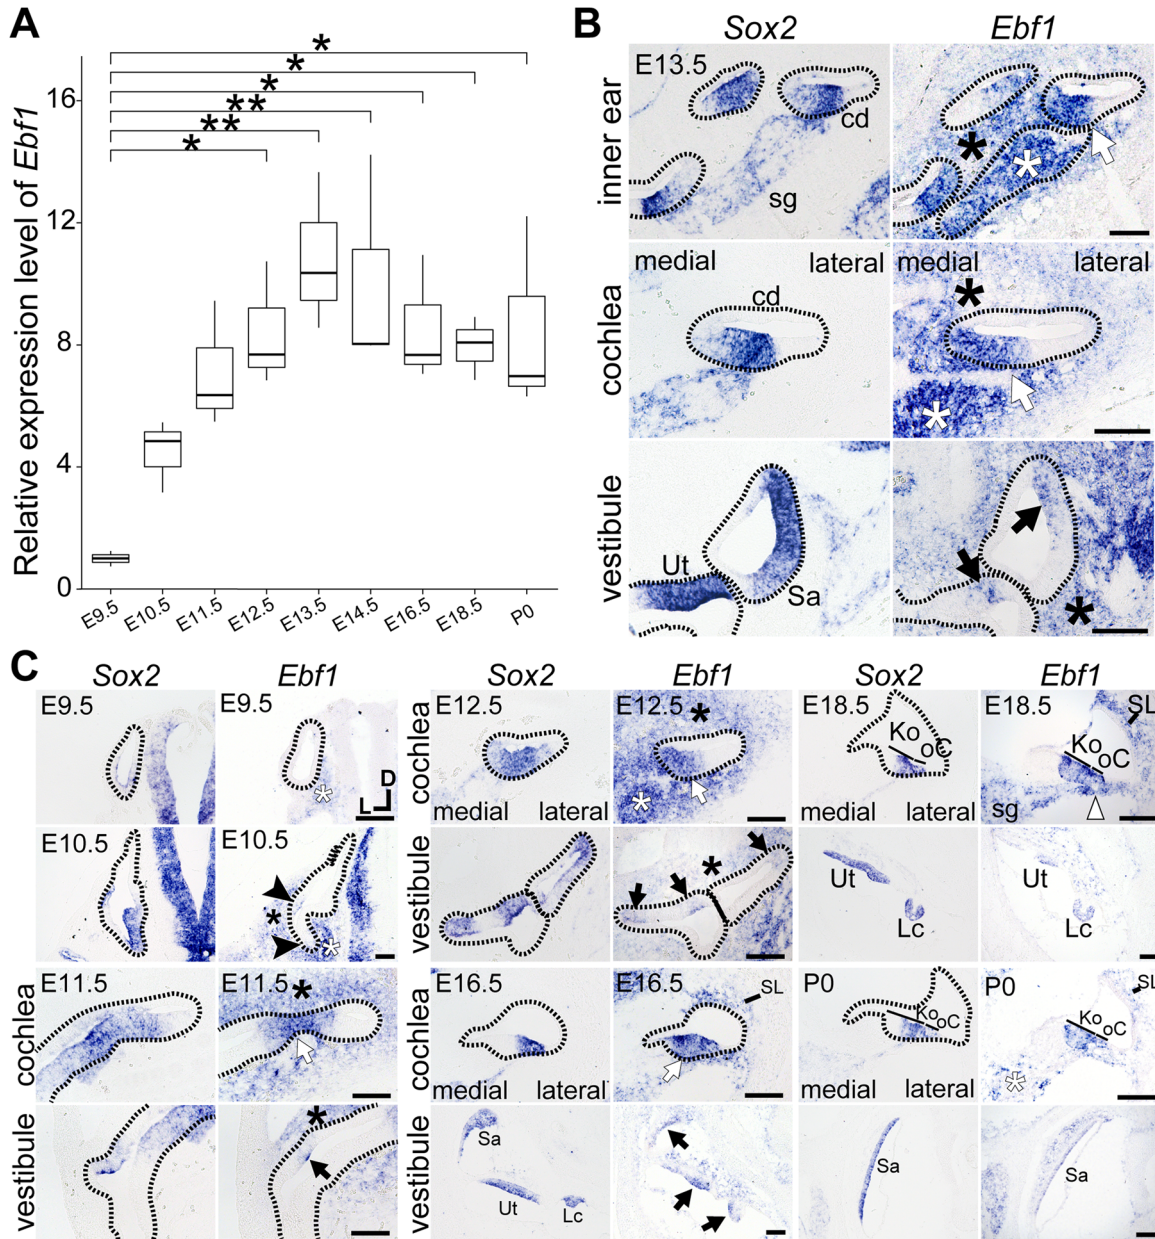 A
Relative expression level of Ebf1
16
12
8
4
0
*
*
*
**
**
*
E9.5
E10.5
E11.5
E12.5
E13.5
E14.5
E16.5
E18.5
P0
B
Sox2
Ebf1
inner ear
E13.5
cd
sg
*
*
cochlea
medial
lateral
cd
medial
lateral
*
*
vestibule
Ut
Sa
*
C
Sox2
Ebf1
Sox2
Ebf1
Sox2
Ebf1
E9.5
E9.5
*
D
L
E10.5
E10.5
*
*
cochlea
E11.5
E11.5
*
vestibule
*
cochlea
E12.5
medial
lateral
E12.5
*
*
vestibule
*
cochlea
E16.5
medial
lateral
E16.5
SL
vestibule
Sa
Ut
Lc
E18.5
Ko
oC
E18.5
SL
Ko
oC
sg
Ut
Lc
Ut
Lc
P0
Ko
oC
medial
lateral
P0
SL
Ko
oC
*
Sa
Sa